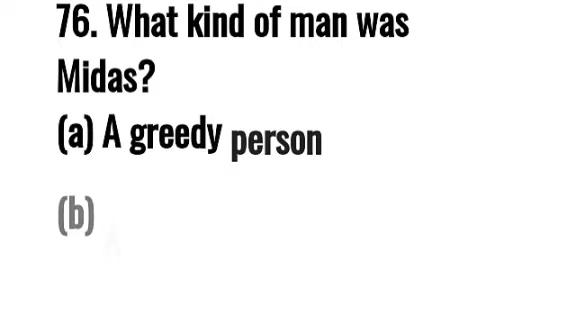 76. What kind of man was
Midas?
(a) A greedy person
(b)